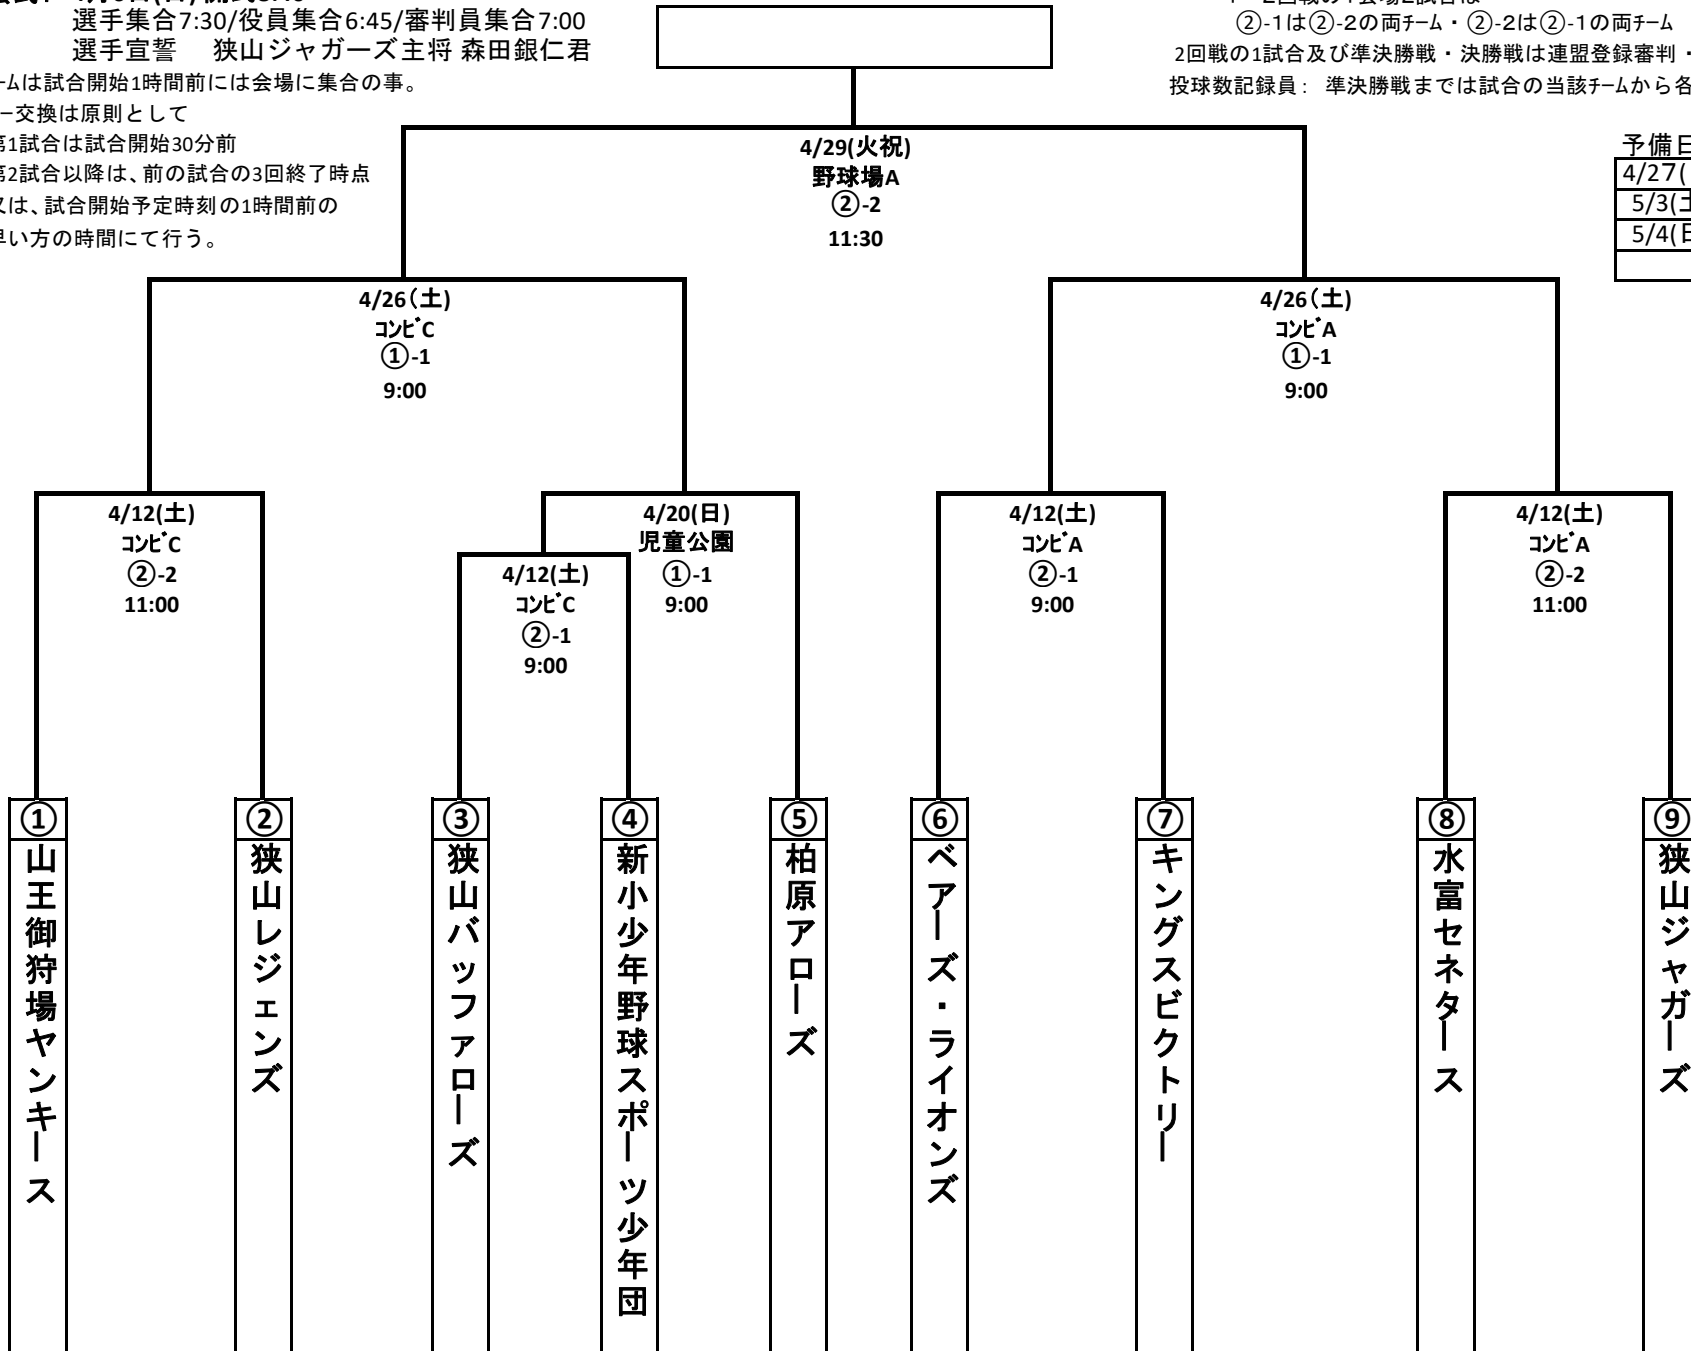 選手集合7:30/役員集合6:45/審判員集合7:00
選手宣誓 狭山ジャガーズ主将 森田銀仁君
ームは試合開始1時間前には会場に集合の事。
ー交換は原則として
第1試合は試合開始30分前
第2試合以降は、前の試合の3回終了時点
又は、試合開始予定時刻の1時間前の
早い方の時間にて行う。
②-1は②-2の両チーム・②-2は②-1の両チーム
2回戦の1試合及び準決勝戦・決勝戦は連盟登録審判・
投球数記録員: 準決勝戦までは試合の当該チームから各
予備日
4/27(
5/3(土
5/4(日
4/29(火祝)
野球場A
②-2
11:30
4/26(土)
コンビC
①-1
9:00
4/26(土)
コンビA
①-1
9:00
4/12(土)
コンビC
②-2
11:00
4/20(日)
児童公園
①-1
9:00
4/12(土)
コンビC
②-1
9:00
4/12(土)
コンビA
②-1
9:00
4/12(土)
コンビA
②-2
11:00
①
山王御狩場ヤンキース
②
狭山レジェンズ
③
狭山バッファローズ
④
新小少年野球スポーツ少年団
⑤
柏原アローズ
⑥
ベアーズ・ライオンズ
⑦
キングスビクトリー
⑧
水富セネタース
⑨
狭山ジャガーズ